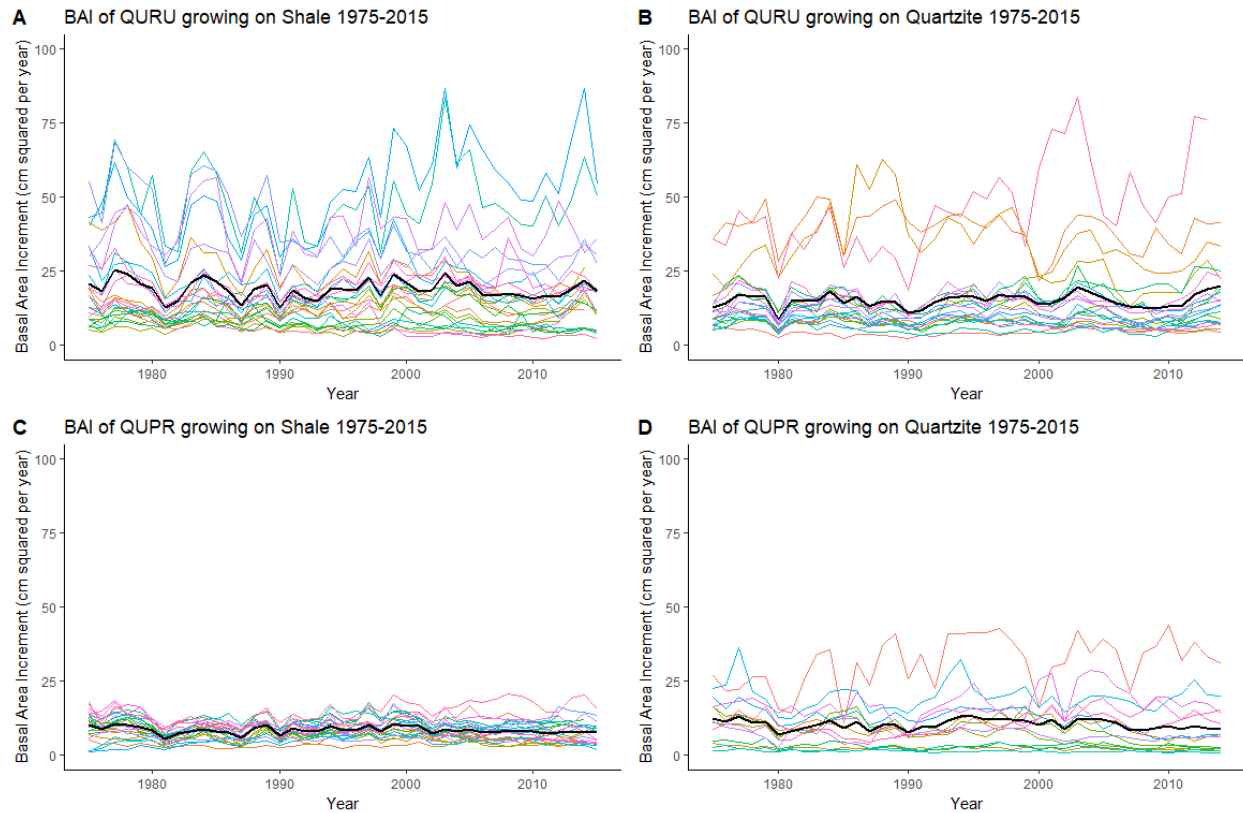 A BAI of QURU growing on Shale 1975-2015
Basal Area Increment (cm squared per year)
100
75
50
25
0
1980 1990 2000 2010
Year
B BAI of QURU growing on Quartzite 1975-2015
Basal Area Increment (cm squared per year)
100
75
50
25
0
1980 1990 2000 2010
Year
C BAI of QUPR growing on Shale 1975-2015
Basal Area Increment (cm squared per year)
100
75
50
25
0
1980 1990 2000 2010
Year
D BAI of QUPR growing on Quartzite 1975-2015
Basal Area Increment (cm squared per year)
100
75
50
25
0
1980 1990 2000 2010
Year